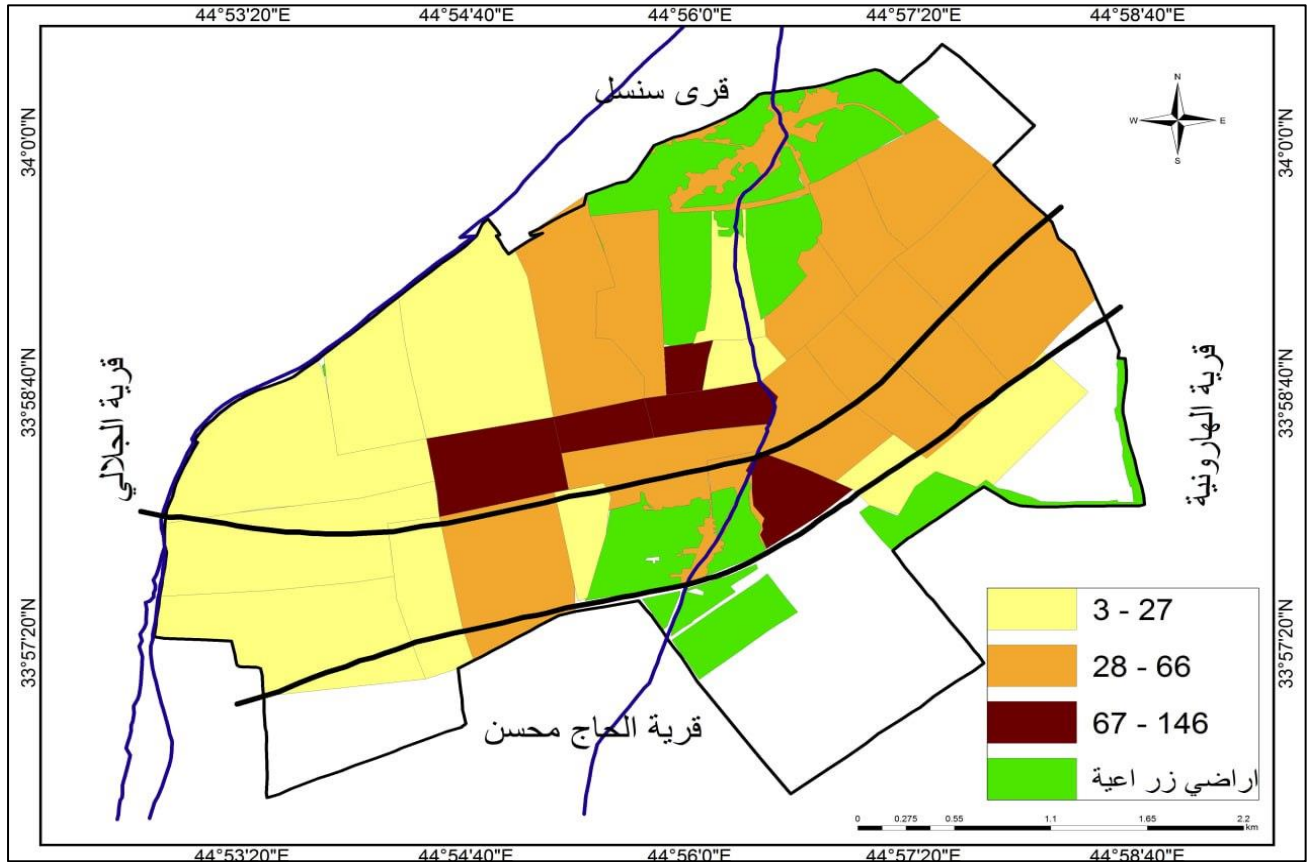 44°53'20"E 44°54'40"E 44°56'0"E 44°57'20"E 44°58'40"E
قرى سنسل
N
W E
S
34°0'0"N 34°0'0"N
33°58'40"N 33°58'40"N
قرية الجلالي
قرية الهارونية
33°57'20"N 33°57'20"N
قرية الحاج محسن
3 - 27
28 - 66
67 - 146
اراضي زر اعية
0 0.275 0.55 1.1 1.65 2.2
km
44°53'20"E 44°54'40"E 44°56'0"E 44°57'20"E 44°58'40"E